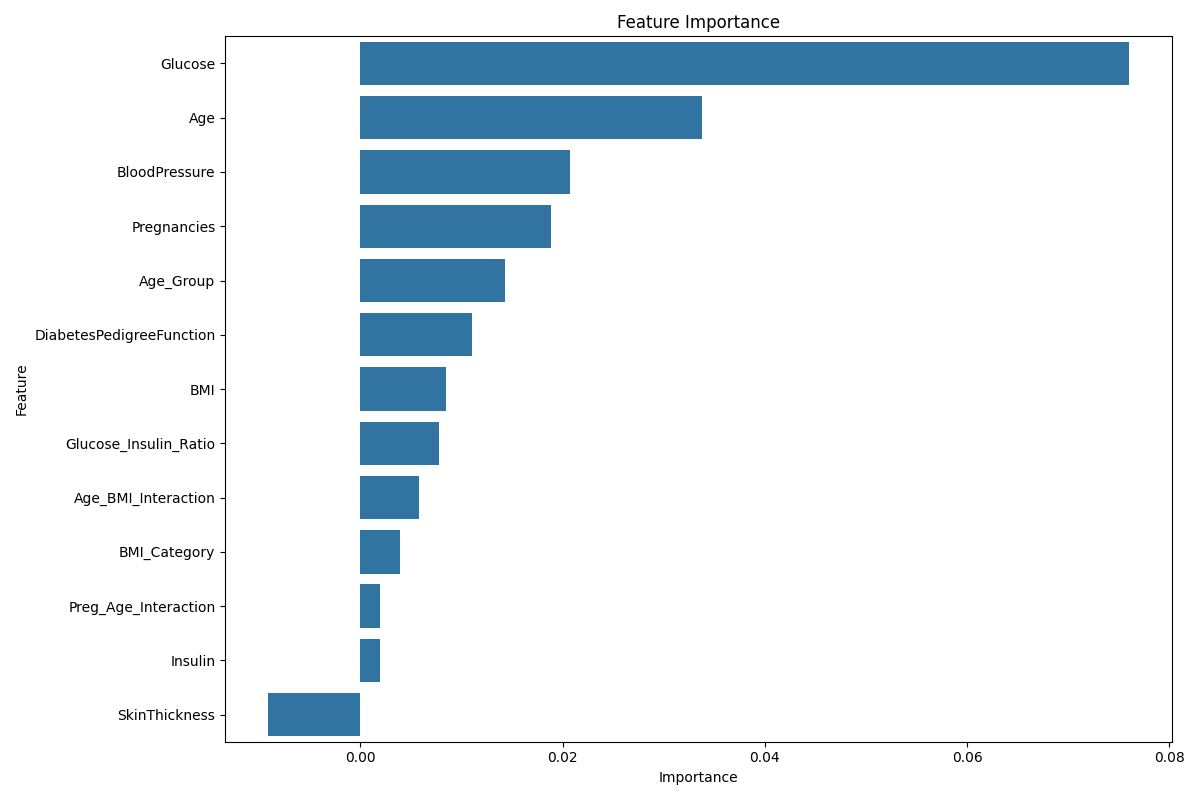 Feature Importance
Feature
Glucose
Age
BloodPressure
Pregnancies
Age_Group
DiabetesPedigreeFunction
BMI
Glucose_Insulin_Ratio
Age_BMI_Interaction
BMI_Category
Preg_Age_Interaction
Insulin
SkinThickness
0.00 0.02 0.04 0.06 0.08
Importance